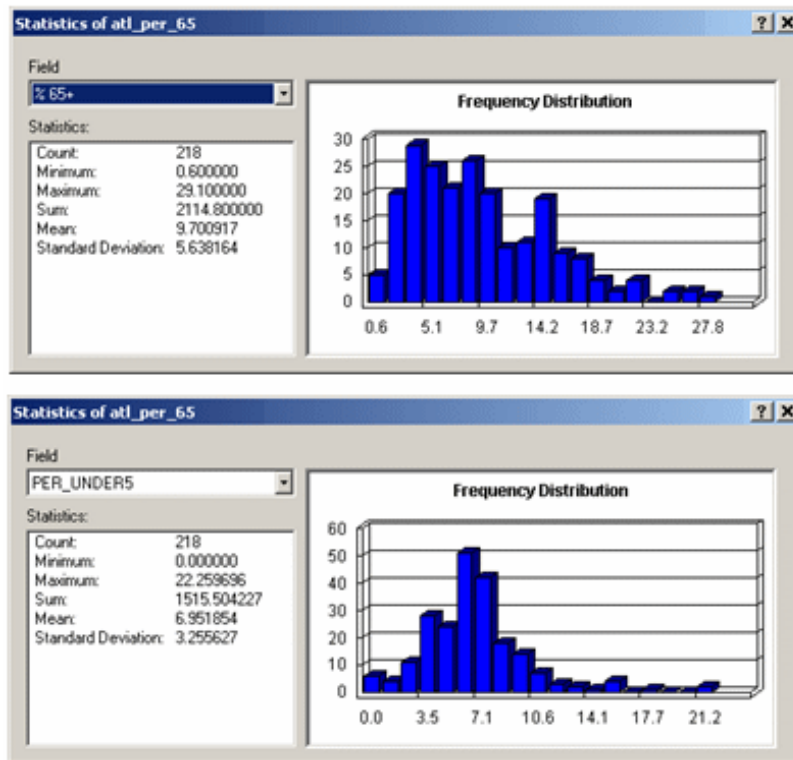 Statistics of atl_per_65
Field
% 65+
Statistics:
Count: 218
Minimum: 0.600000
Maximum: 29.100000
Sum: 2114.800000
Mean: 9.700917
Standard Deviation: 5.638164
Frequency Distribution
30
25
20
15
10
5
0
0.6 5.1 9.7 14.2 18.7 23.2 27.8
Statistics of atl_per_65
Field
PER_UNDER5
Statistics:
Count: 218
Minimum: 0.000000
Maximum: 22.259696
Sum: 1515.504227
Mean: 6.951854
Standard Deviation: 3.255627
Frequency Distribution
60
50
40
30
20
10
0
0.0 3.5 7.1 10.6 14.1 17.7 21.2